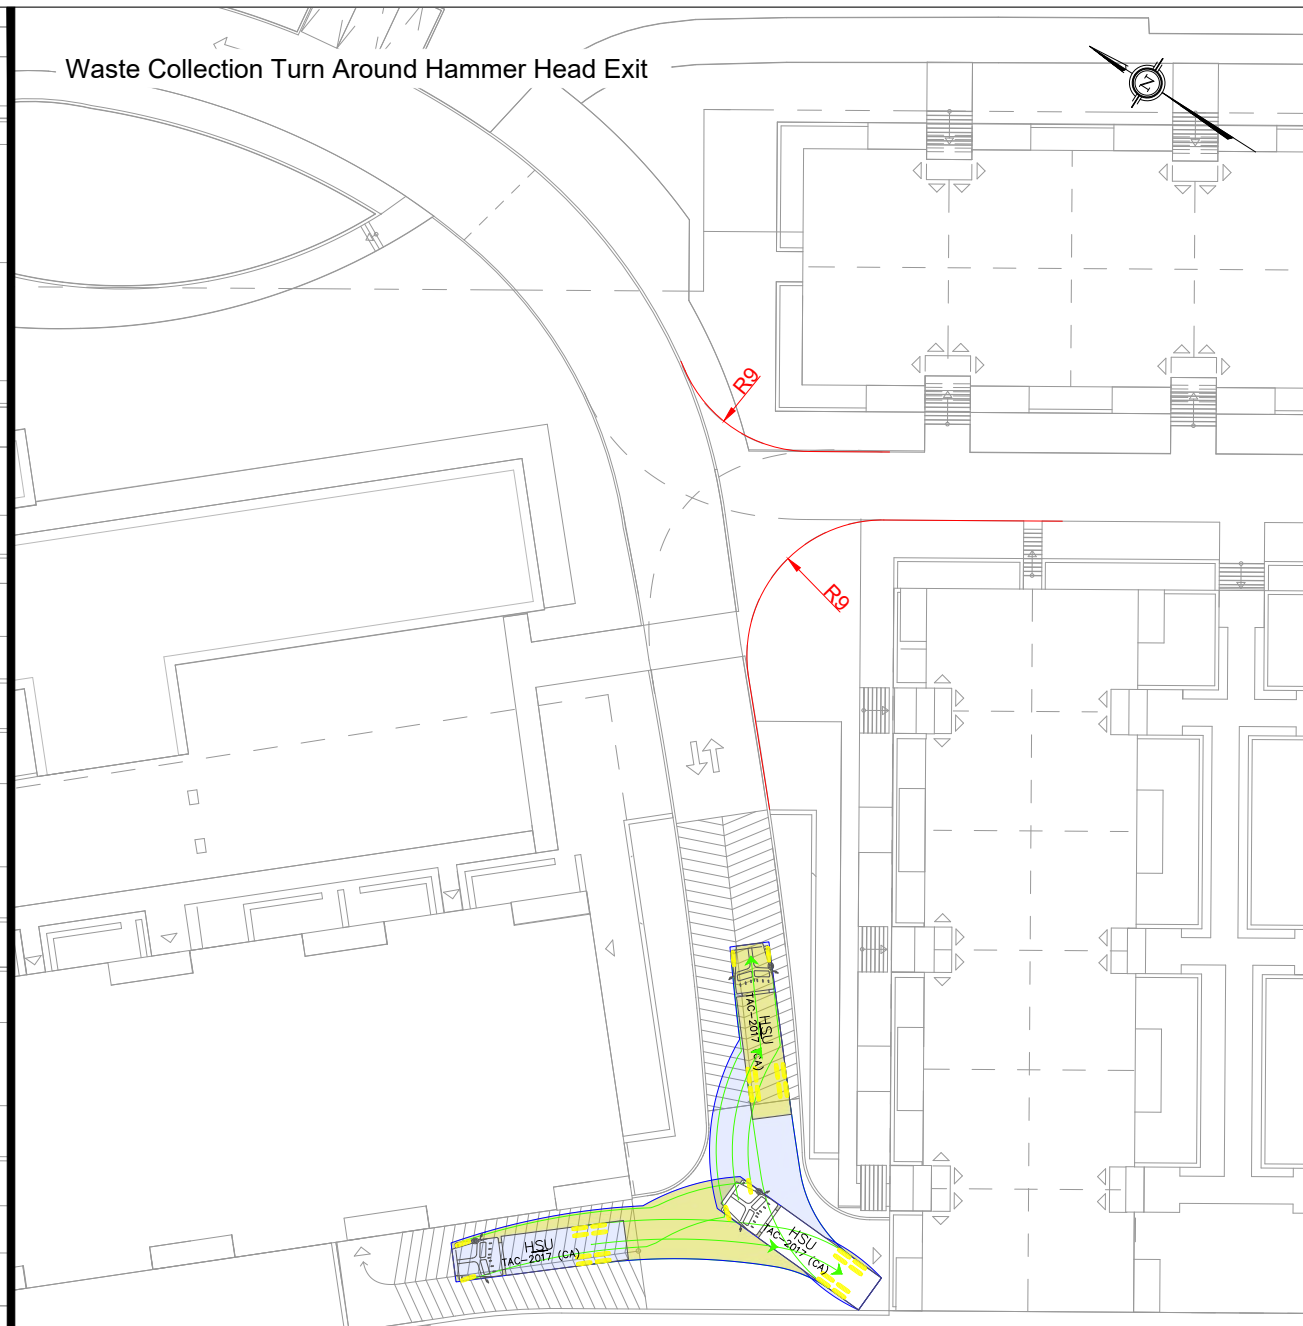 Waste Collection Turn Around Hammer Head Exit
N
R9
R9
HSU
TAC-2017 (CA)
HSU
TAC-2017 (CA)
HSU
TAC-2017 (CA)